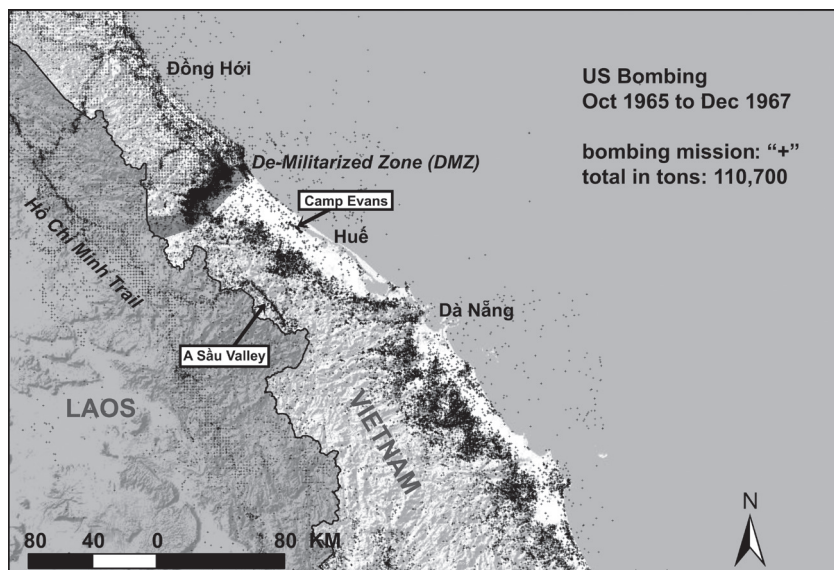 Đồng Hới
US Bombing
Oct 1965 to Dec 1967
bombing mission: “+”
total in tons: 110,700
De-Militarized Zone (DMZ)
Camp Evans
Huế
Hồ Chí Minh Trail
Dà Nẵng
A Sầu Valley
LAOS
VIETNAM
N
80 40 0 80 KM